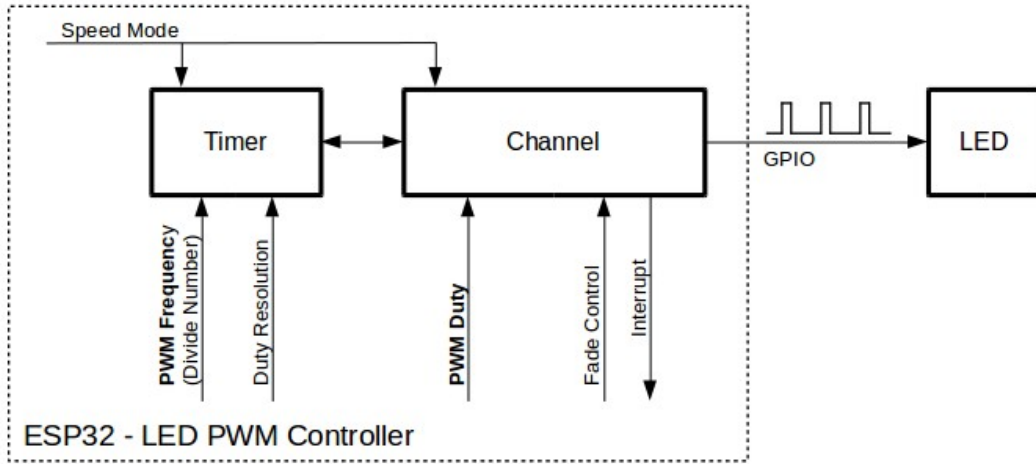 Speed Mode
Timer
Channel
GPIO
LED
PWM Frequency
(Divide Number)
Duty Resolution
PWM Duty
Fade Control
Interrupt
ESP32 - LED PWM Controller